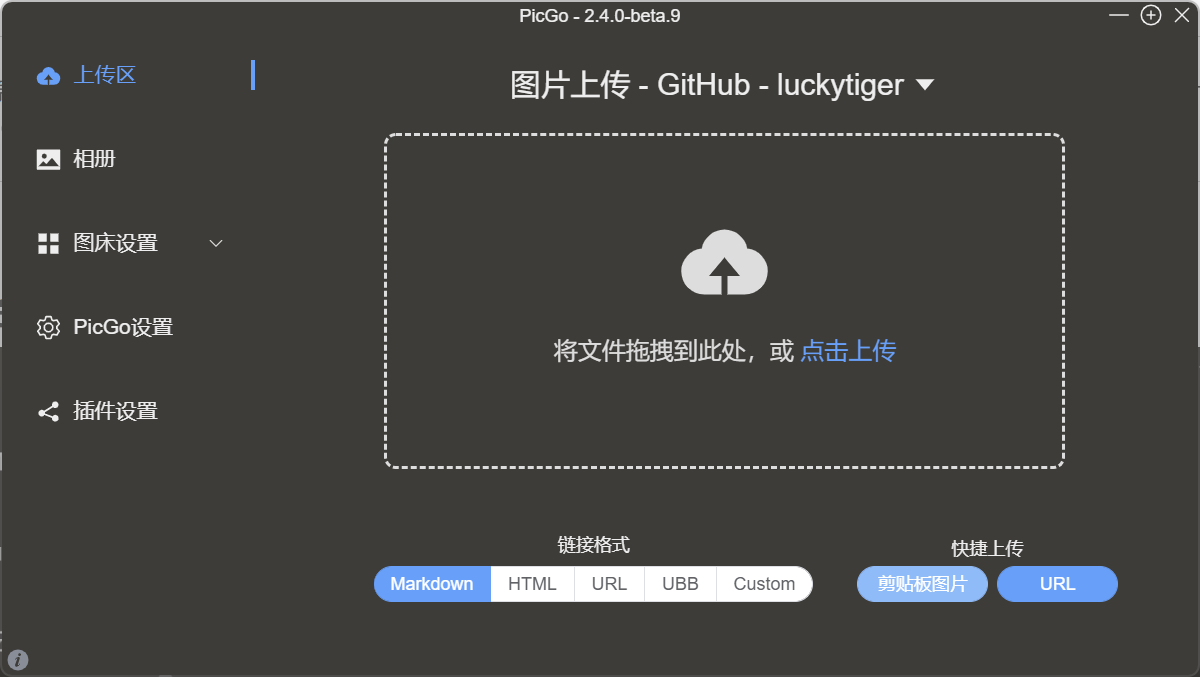 PicGo - 2.4.0-beta.9
上传区
相册
图床设置
PicGo设置
插件设置
图片上传 - GitHub - luckytiger
将文件拖拽到此处，或 点击上传
链接格式
Markdown HTML URL UBB Custom
快捷上传
剪贴板图片 URL